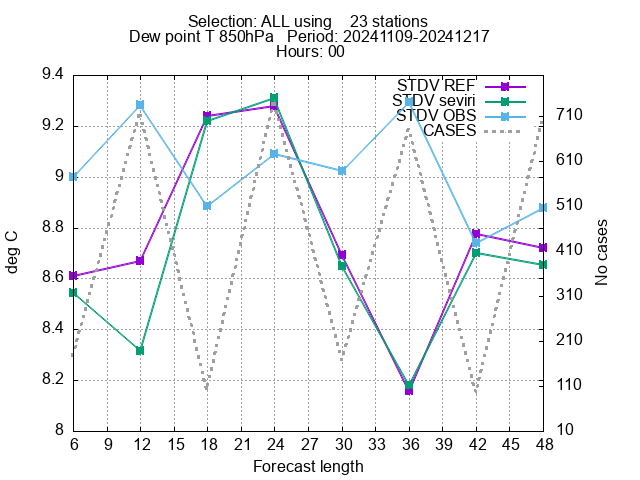 Selection: ALL using    23 stations
Dew point T 850hPa   Period: 20241109-20241217
Hours: 00
STDV REF
STDV seviri
STDV OBS
CASES
9.4
9.2
9
8.8
8.6
8.4
8.2
8
deg C
710
610
510
410
310
210
110
10
No cases
6 9 12 15 18 21 24 27 30 33 36 39 42 45 48
Forecast length